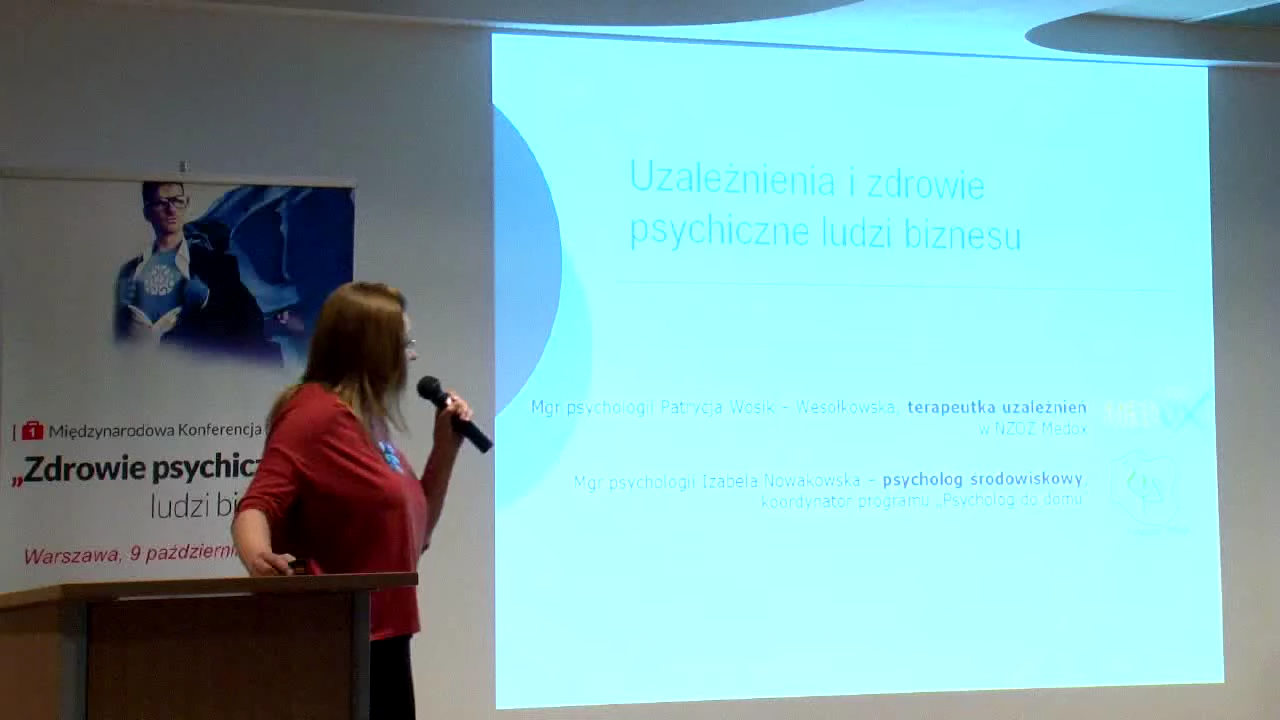 | 1 Międzynarodowa Konferencja
„Zdrowie psychicz
ludzi bi
Warszawa, 9 październi
Uzależnienia i zdrowie
psychiczne ludzi biznesu
Mgr psychologii Patrycja Wosik – Wesołkowska, terapeutka uzależnień
w NZOZ Medox
Mgr psychologii Izabela Nowakowska – psycholog środowiskowy,
koordynator programu „Psycholog do domu